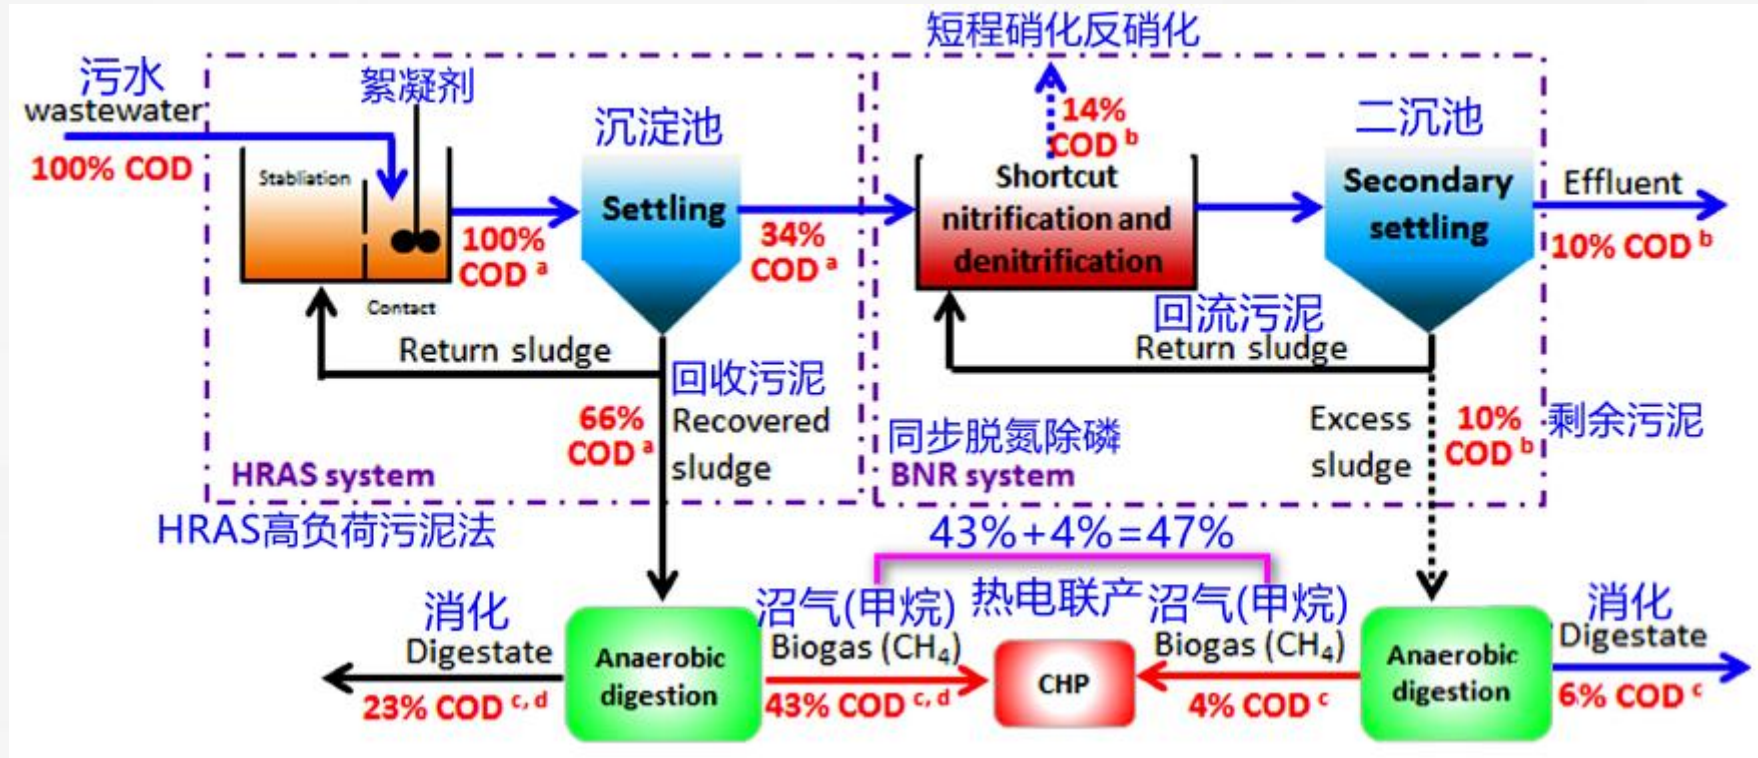 污水
wastewater
100% COD
絮凝剂
Stabliation
Contact
100%
COD a
沉淀池
Settling
34%
COD a
Return sludge
回收污泥
Recovered
sludge
66%
COD a
HRAS system
HRAS高负荷污泥法
短程硝化反硝化
14%
COD b
Shortcut
nitrification and
denitrification
二沉池
Secondary
settling
Effluent
10% COD b
回流污泥
Return sludge
同步脱氮除磷
BNR system
Excess
sludge
10%
COD b
剩余污泥
43%+4%=47%
消化
Digestate
23% COD c, d
Anaerobic
digestion
沼气(甲烷)
Biogas (CH₄)
43% COD c, d
热电联产
CHP
沼气(甲烷)
Biogas (CH₄)
4% COD c
Anaerobic
digestion
消化
Digestate
6% COD c